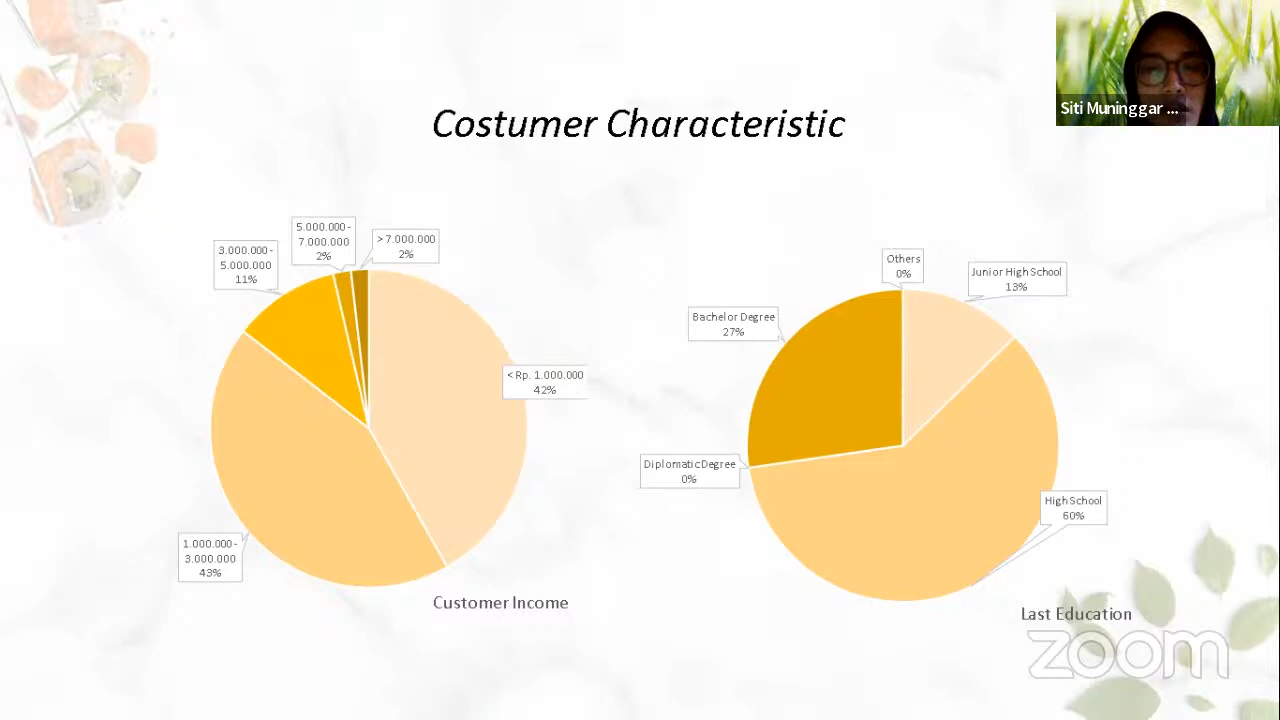 Siti Muninggar ...
Costumer Characteristic
5.000.000-
7.000.000
2%
> 7.000.000
2%
3.000.000-
5.000.000
11%
< Rp. 1.000.000
42%
1.000.000-
3.000.000
43%
Customer Income
Others
0%
Junior High School
13%
Bachelor Degree
27%
Diplomatic Degree
0%
High School
60%
Last Education
zoom